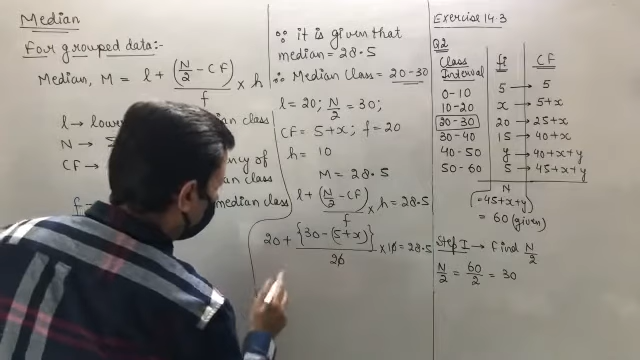 Median
For grouped data:-
Median, M = l + (N/2 - CF)/f × h
l → lowe
dian class
N →
CF →
ency of
dian class
f
median class
∵ it is given that
median = 28.5
∴ Median Class = 20-30
l = 20; N/2 = 30;
CF = 5+x; f = 20
h = 10
M = 28.5
l + (N/2 - CF)/f × h = 28.5
20 + {30-(5+x)}/20 × 10 = 28.5
Exercise 14.3
Q2
Class Interval fi CF
0-10 5 → 5
10-20 x → 5+x
20-30 20 → 25+x
30-40 15 → 40+x
40-50 y → 40+x+y
50-60 5 → 45+x+y
N
(= 45+x+y)
= 60 (given)
Step I → find N/2
N/2 = 60/2 = 30